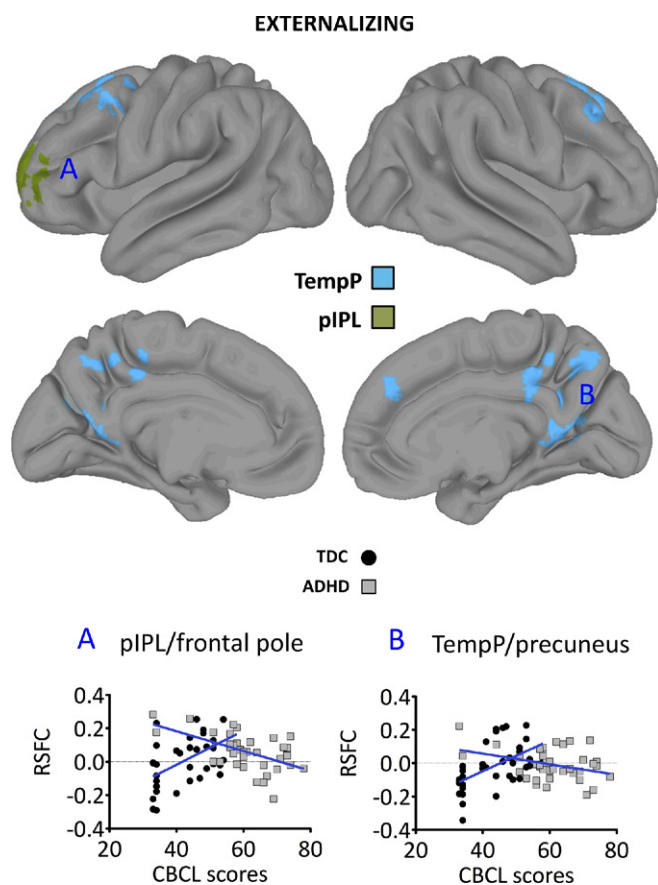 EXTERNALIZING
A
TempP
pIPL
B
TDC
ADHD
A pIPL/frontal pole
B TempP/precuneus
RSFC
0.4
0.2
0.0
-0.2
-0.4
20 40 60 80
CBCL scores
RSFC
0.4
0.2
0.0
-0.2
-0.4
20 40 60 80
CBCL scores